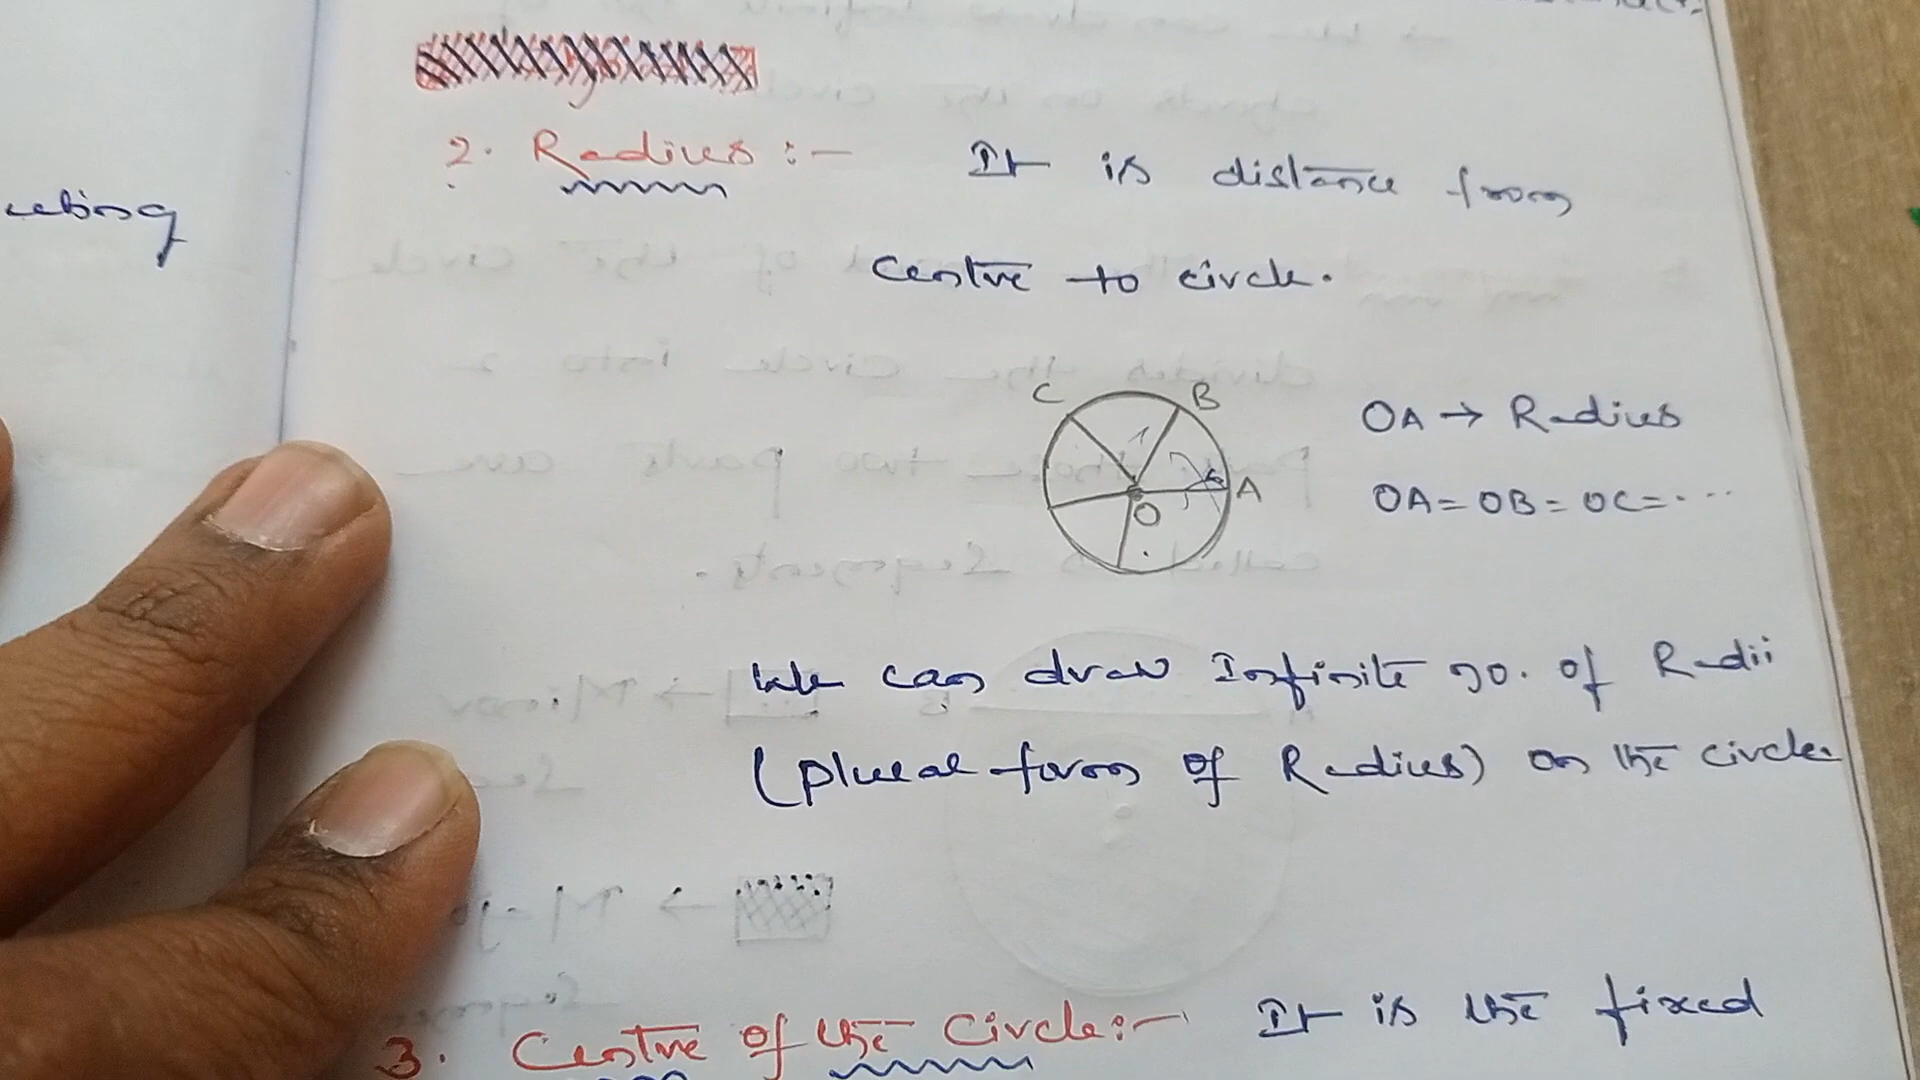 2. Radius :- It is distance from
centre to circle.
C
B
A
O
OA → Radius
OA = OB = OC = ...
We can draw Infinite no. of Radii
(plural form of Radius) on the circle.
3. Centre of the Circle :- It is the fixed